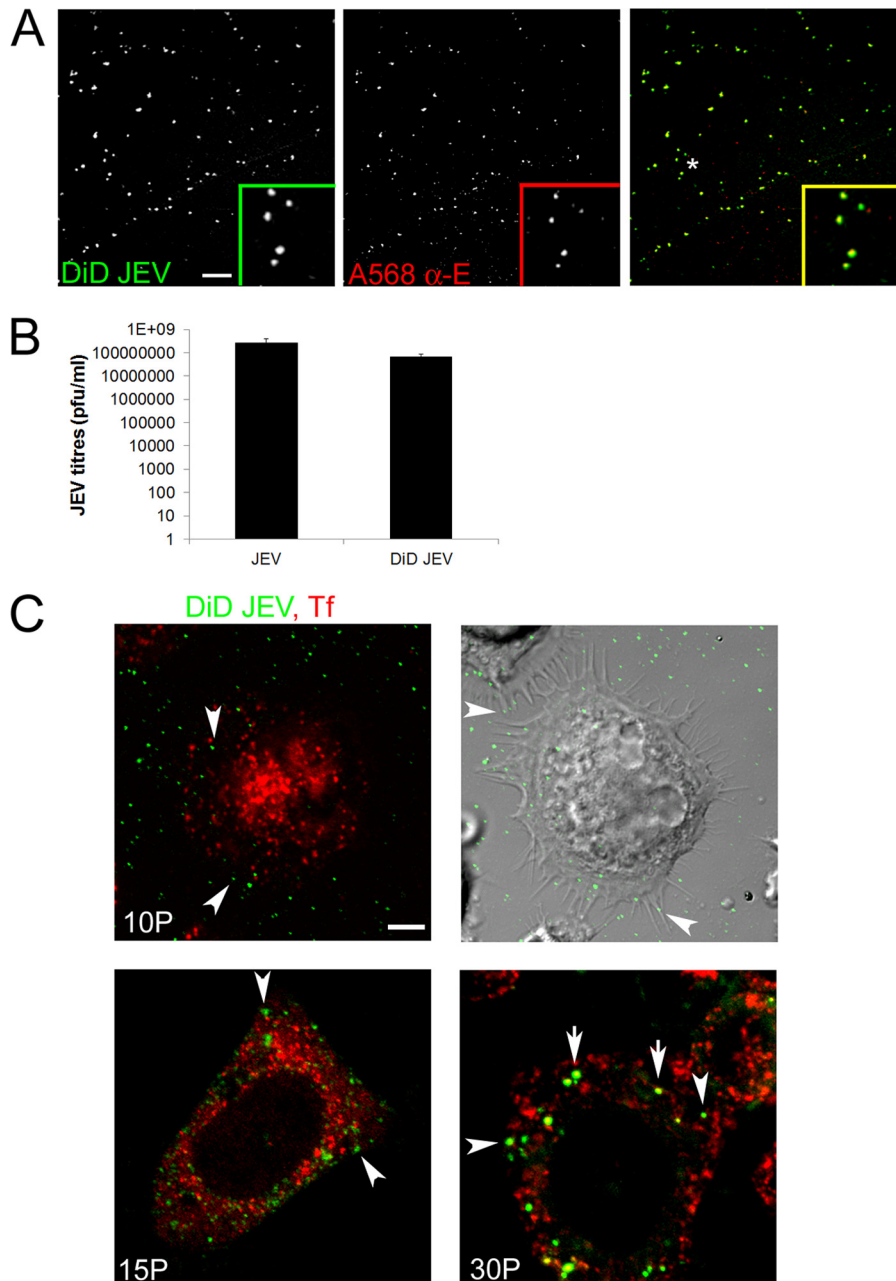 A
DiD JEV
A568 α-E
*
B
JEV titres (pfu/ml)
1E+09
100000000
10000000
1000000
100000
10000
1000
100
10
1
JEV
DiD JEV
C
DiD JEV, Tf
10P
15P
30P